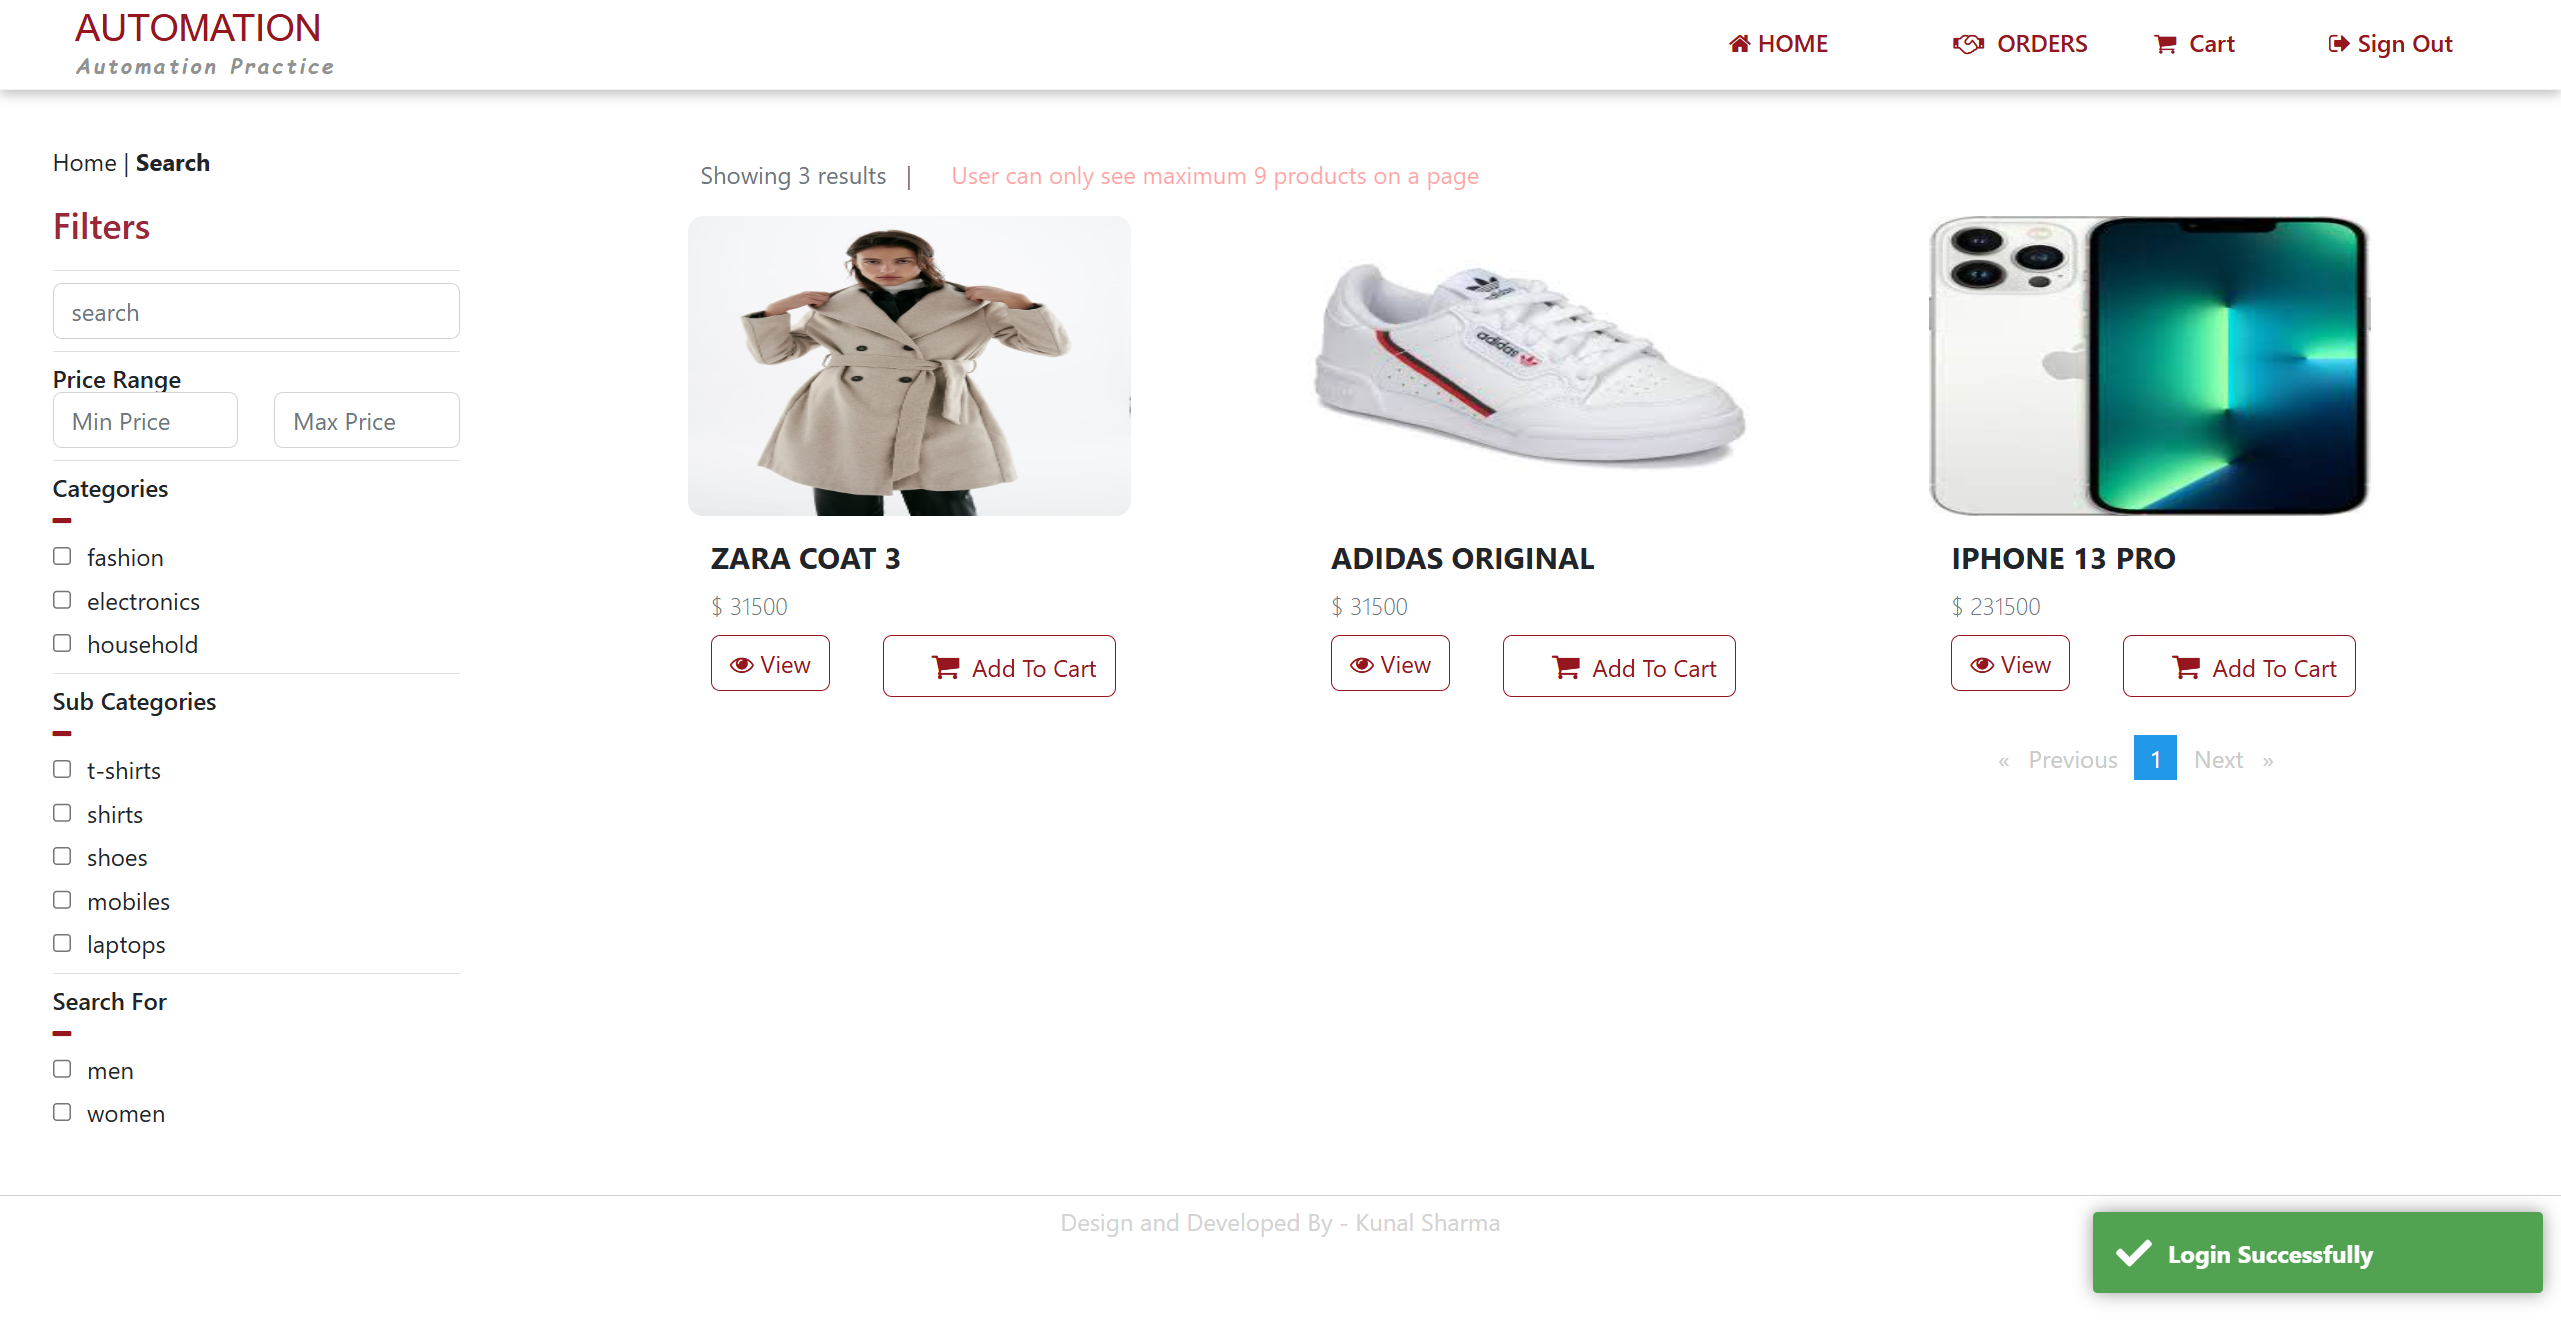 AUTOMATION
Automation Practice
HOME
ORDERS
Cart
Sign Out
Home | Search
Filters
search
Price Range
Min Price
Max Price
Categories
fashion
electronics
household
Sub Categories
t-shirts
shirts
shoes
mobiles
laptops
Search For
men
women
Showing 3 results |
User can only see maximum 9 products on a page
adidas
adidas
ZARA COAT 3
$ 31500
View
Add To Cart
ADIDAS ORIGINAL
$ 31500
View
Add To Cart
IPHONE 13 PRO
$ 231500
View
Add To Cart
« Previous 1 Next »
Design and Developed By - Kunal Sharma
Login Successfully